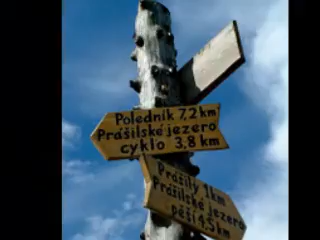 Poledník 7,2 km
Prášilské jezero
cyklo 3,8 km
Prášily 1 km
Prášilské jezero
pěší 4,5 km